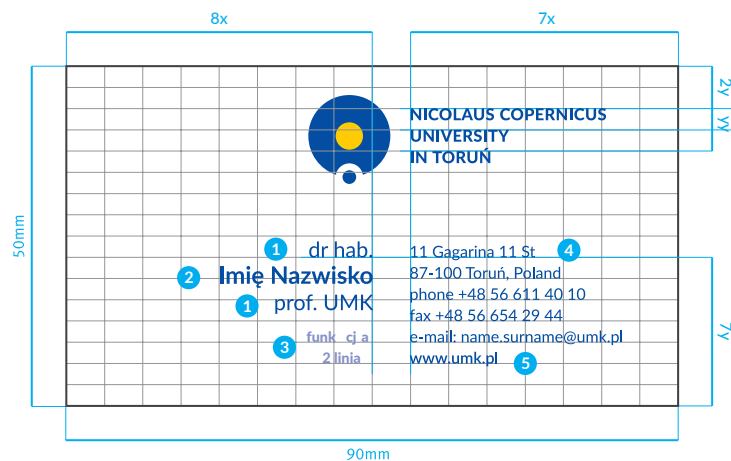 8x
7x
2y
yy
NICOLAUS COPERNICUS
UNIVERSITY
IN TORUŃ
50mm
1 dr hab.
2 Imię Nazwisko
1 prof. UMK
3 funk cj a
2 linia
11 Gagarina 11 St 4
87-100 Toruń, Poland
phone +48 56 611 40 10
fax +48 56 654 29 44
e-mail: name.surname@umk.pl
www.umk.pl 5
7y
90mm